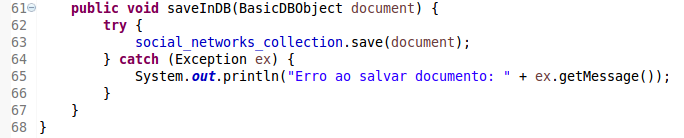 61 public void saveInDB(BasicDBObject document) {
62 try {
63 social_networks_collection.save(document);
64 } catch (Exception ex) {
65 System.out.println("Erro ao salvar documento: " + ex.getMessage());
66 }
67 }
68 }